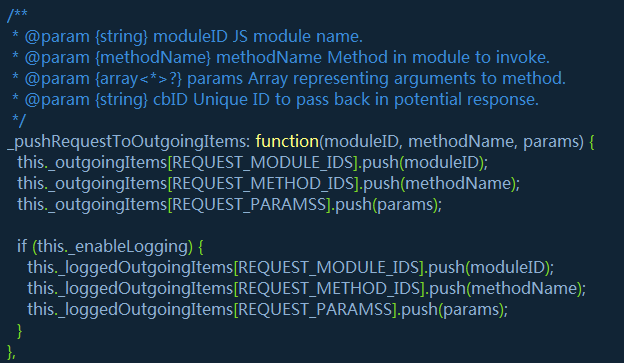 /**
 * @param {string} moduleID JS module name.
 * @param {methodName} methodName Method in module to invoke.
 * @param {array<*>?} params Array representing arguments to method.
 * @param {string} cbID Unique ID to pass back in potential response.
 */
_pushRequestToOutgoingItems: function(moduleID, methodName, params) {
  this._outgoingItems[REQUEST_MODULE_IDS].push(moduleID);
  this._outgoingItems[REQUEST_METHOD_IDS].push(methodName);
  this._outgoingItems[REQUEST_PARAMSS].push(params);

  if (this._enableLogging) {
    this._loggedOutgoingItems[REQUEST_MODULE_IDS].push(moduleID);
    this._loggedOutgoingItems[REQUEST_METHOD_IDS].push(methodName);
    this._loggedOutgoingItems[REQUEST_PARAMSS].push(params);
  }
},